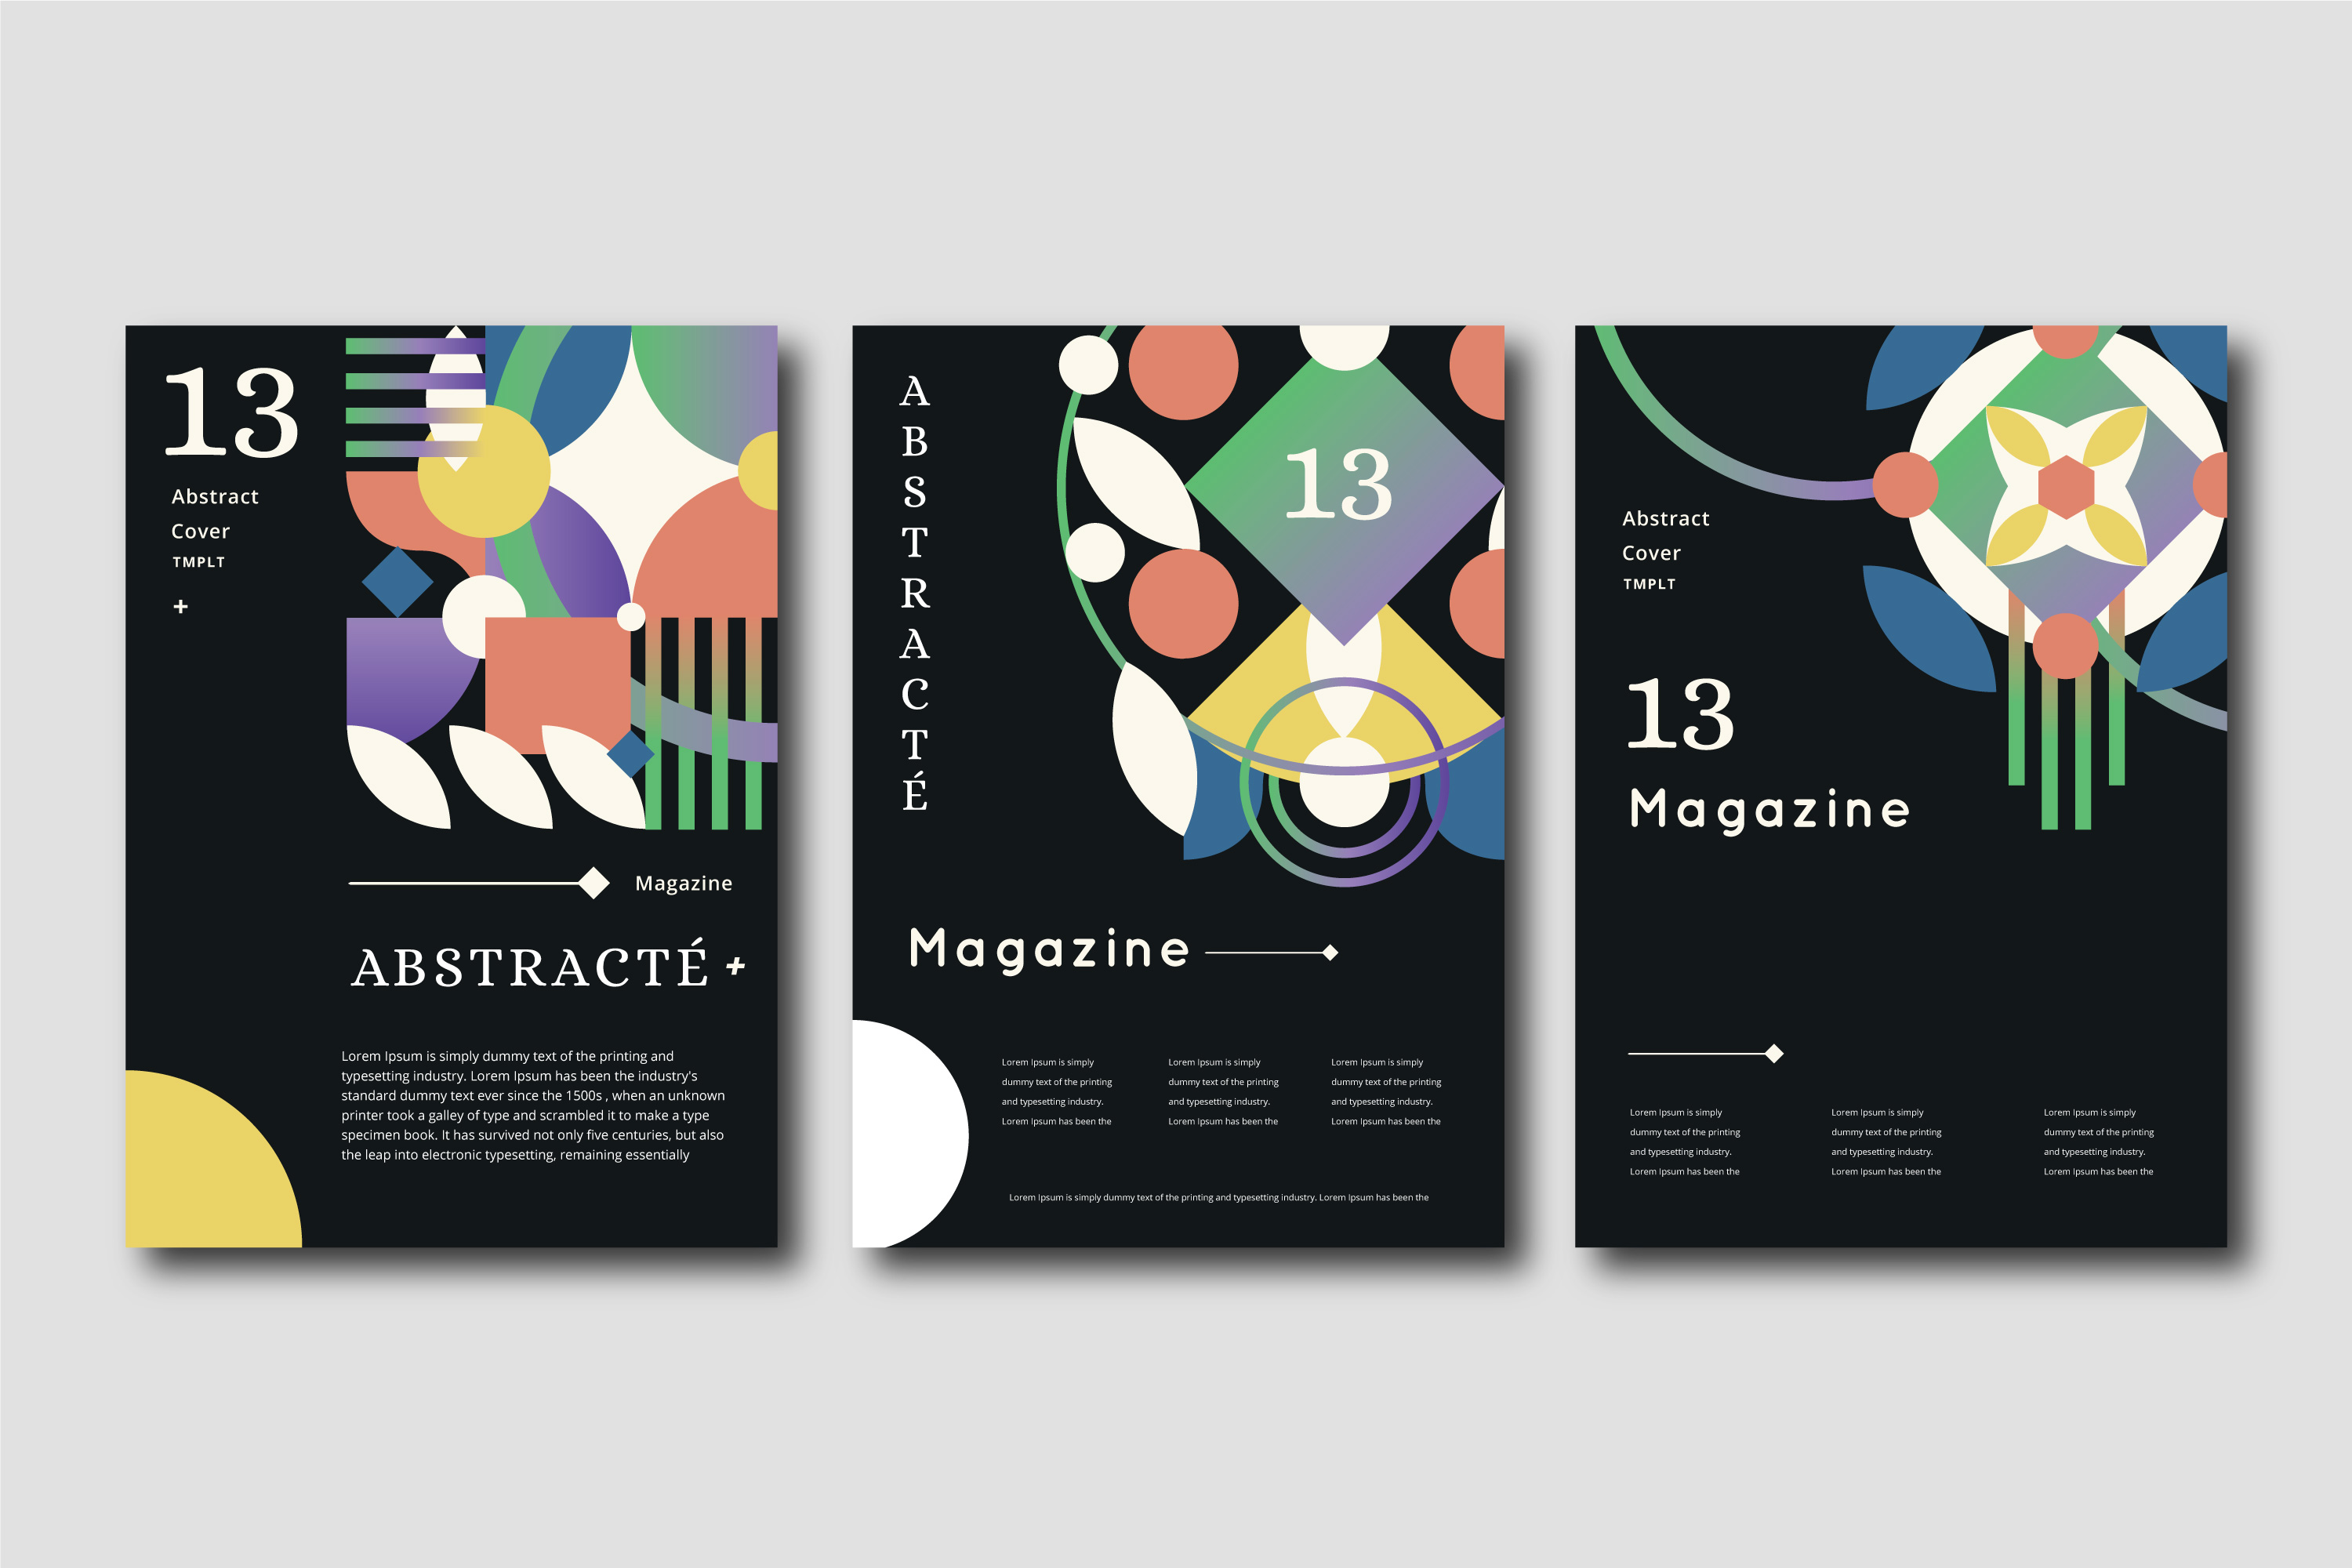 13
Abstract
Cover
TMPLT
+
Magazine
ABSTRACTÉ +
Lorem Ipsum is simply dummy text of the printing and
typesetting industry. Lorem Ipsum has been the industry's
standard dummy text ever since the 1500s , when an unknown
printer took a galley of type and scrambled it to make a type
specimen book. It has survived not only five centuries, but also
the leap into electronic typesetting, remaining essentially
A
B
S
T
R
A
C
T
É
13
Magazine
Lorem Ipsum is simply
dummy text of the printing
and typesetting industry.
Lorem Ipsum has been the
Lorem Ipsum is simply
dummy text of the printing
and typesetting industry.
Lorem Ipsum has been the
Lorem Ipsum is simply
dummy text of the printing
and typesetting industry.
Lorem Ipsum has been the
Lorem Ipsum is simply dummy text of the printing and typesetting industry. Lorem Ipsum has been the
Abstract
Cover
TMPLT
13
Magazine
Lorem Ipsum is simply
dummy text of the printing
and typesetting industry.
Lorem Ipsum has been the
Lorem Ipsum is simply
dummy text of the printing
and typesetting industry.
Lorem Ipsum has been the
Lorem Ipsum is simply
dummy text of the printing
and typesetting industry.
Lorem Ipsum has been the